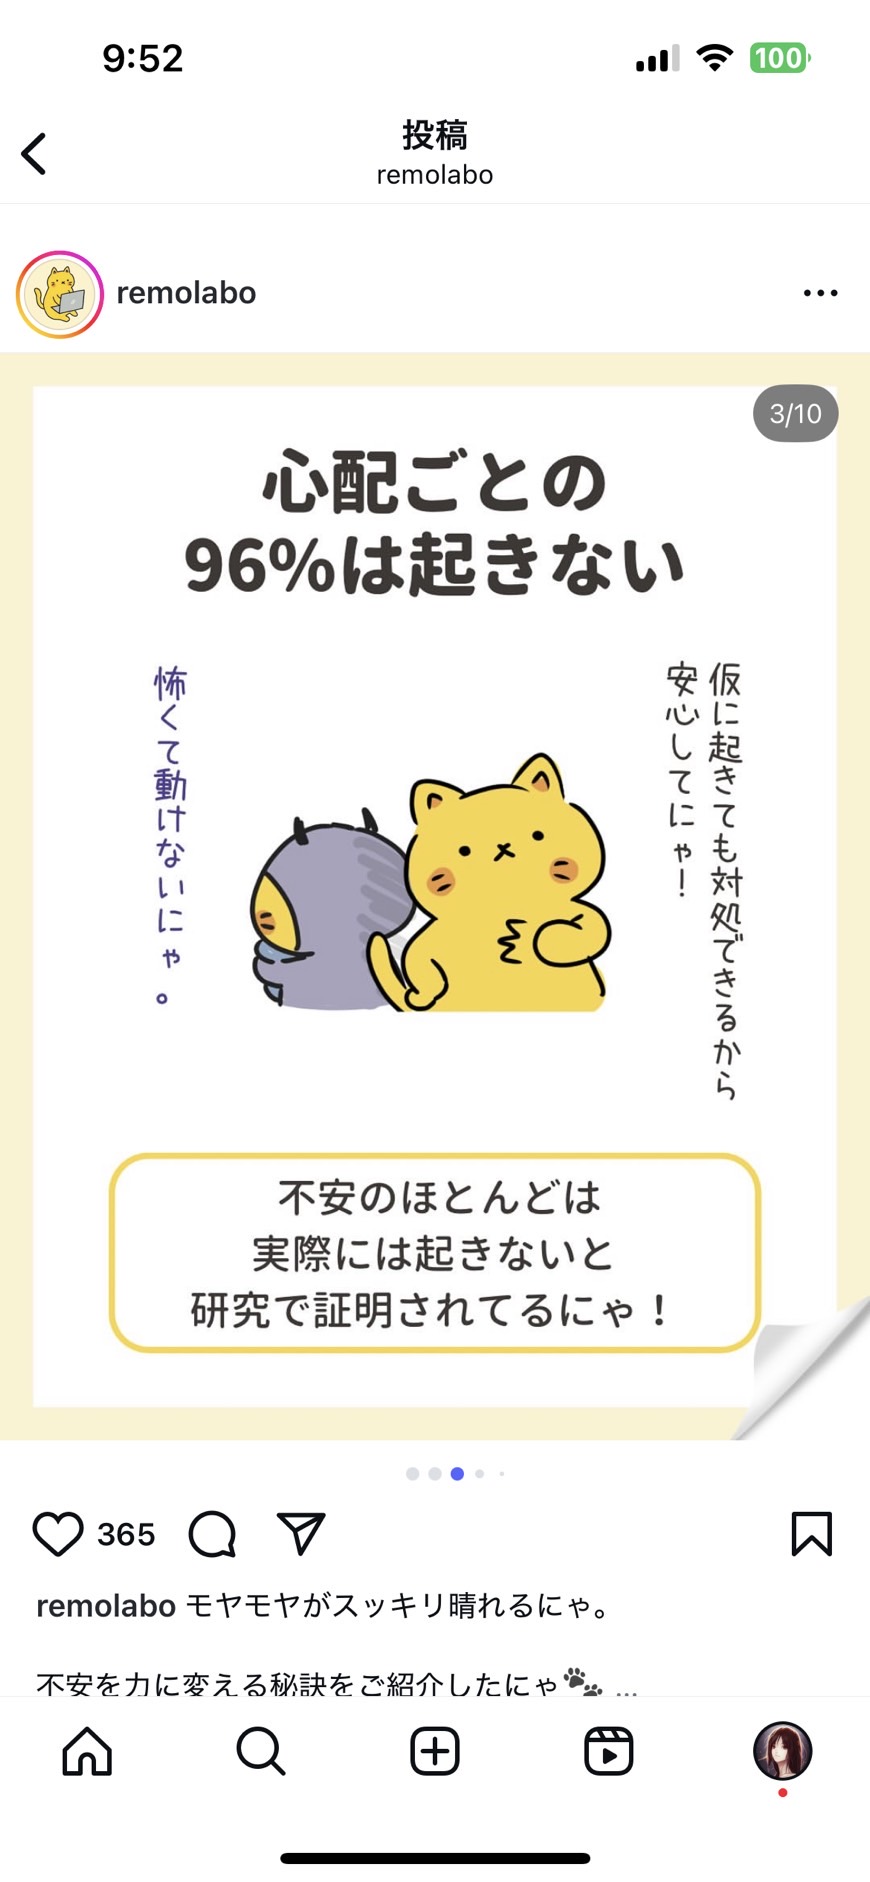 9:52
100
投稿
remolabo
remolabo
3/10
心配ごとの
96%は起きない
仮に起きても対処できるから
安心してにゃ！
怖くて動けないにゃ。
不安のほとんどは
実際には起きないと
研究で証明されてるにゃ！
365
remolabo モヤモヤがスッキリ晴れるにゃ。
不安を力に変える秘訣をご紹介したにゃ🐾 ...